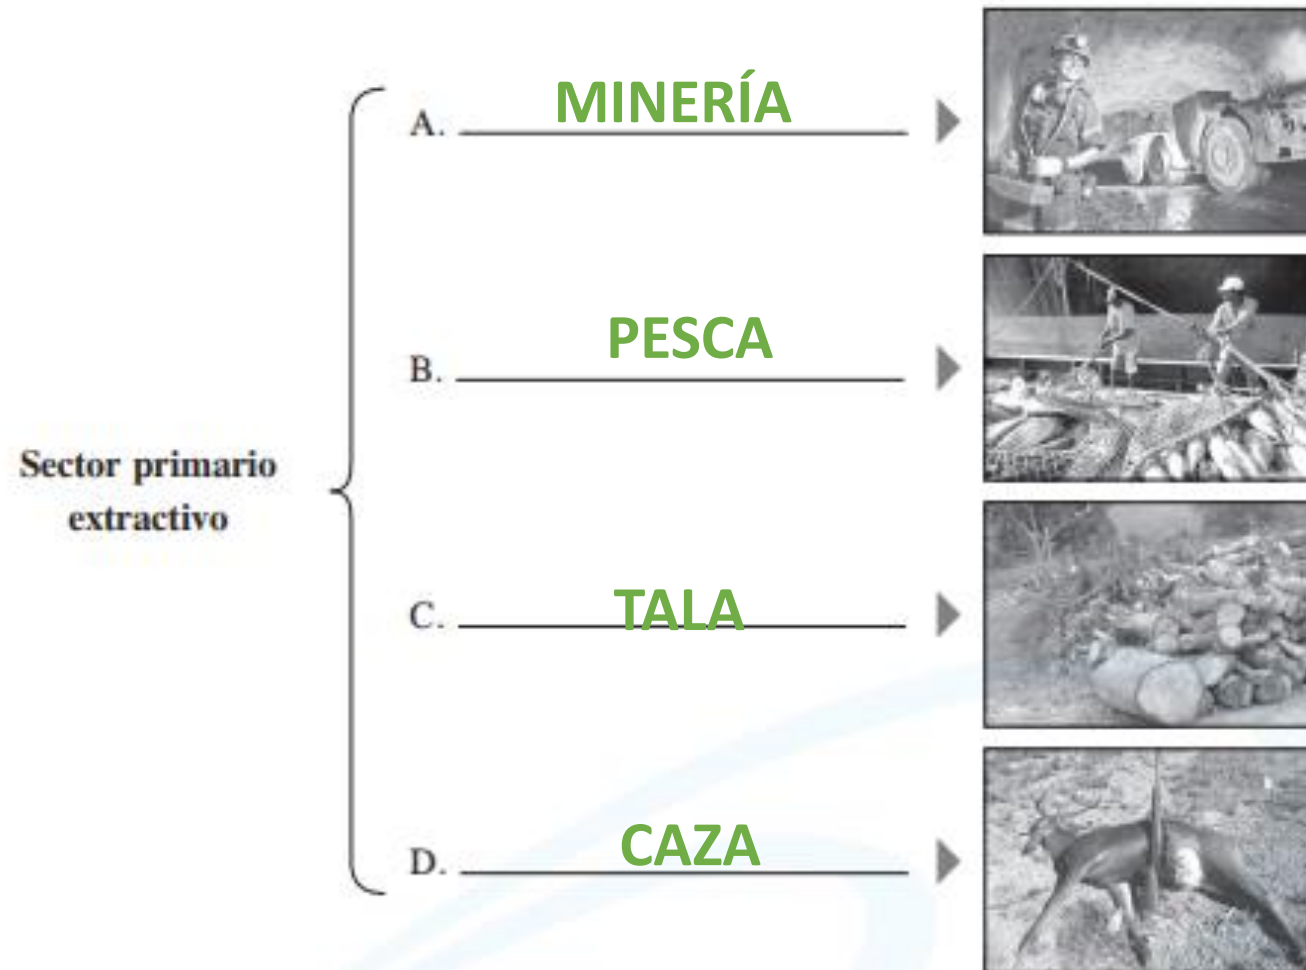 A. MINERÍA
B. PESCA
Sector primario
extractivo
C. TALA
D. CAZA